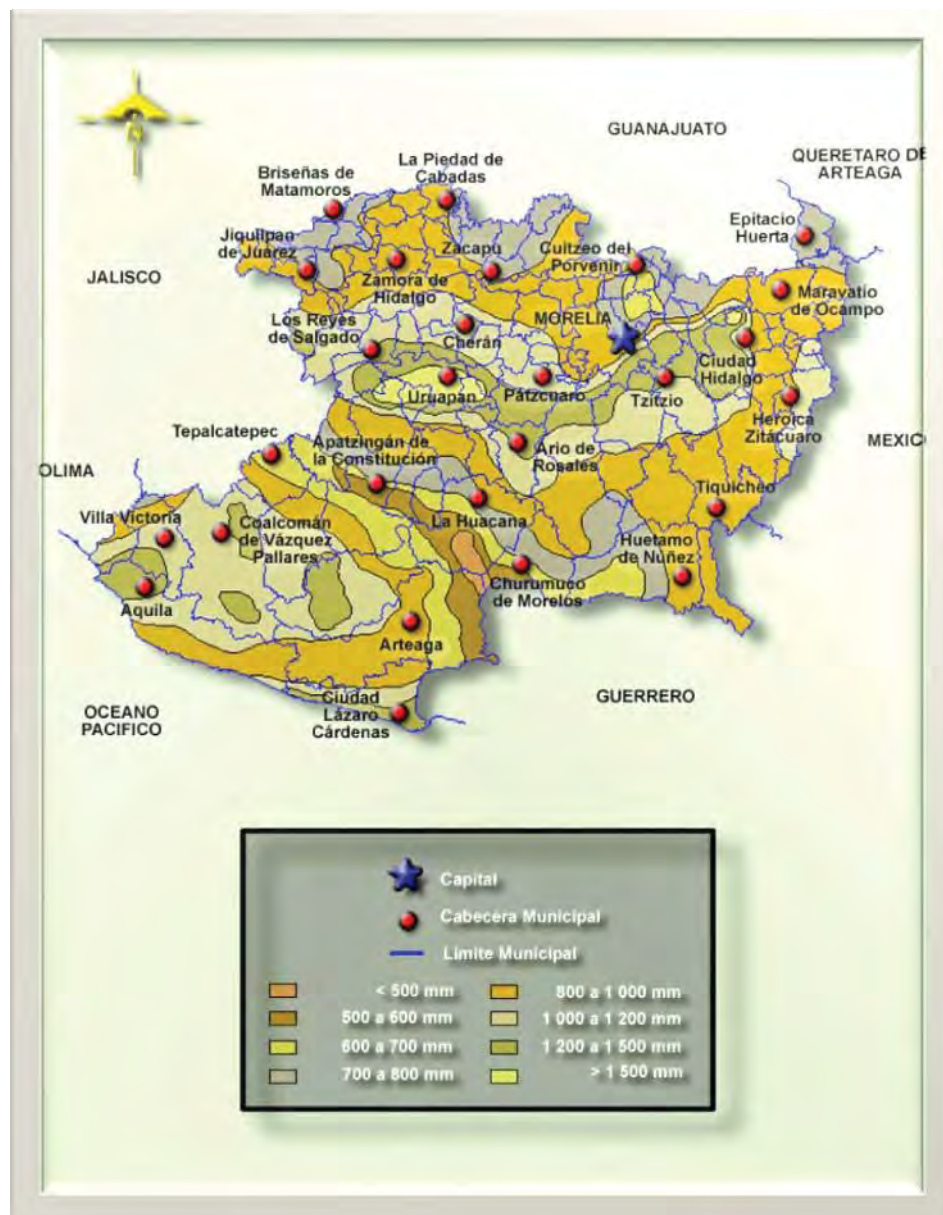 GUANAJUATO
QUERETARO DE
ARTEAGA
La Piedad de
Cabadas
Briseñas de
Matamoros
Epitacio
Huerta
Jiquilpan
de Juárez
Zacapu
Cuitzeo del
Porvenir
JALISCO
Zamora de
Hidalgo
Maravatío
de Ocampo
Los Reyes
de Salgado
MORELIA
Cherán
Ciudad
Hidalgo
Uruapan
Pátzcuaro
Tzitzio
Heroica
Zitácuaro
Tepalcatepec
Apatzingán de
la Constitución
Ario de
Rosales
MEXIC
OLIMA
Tiquicheo
Villa Victoria
Coalcomán
de Vázquez
Pallares
La Huacana
Huetamo
de Núñez
Churumuco
de Morelos
Aquila
Arteaga
GUERRERO
OCEANO
PACIFICO
Ciudad
Lázaro
Cárdenas
Capital
Cabecera Municipal
Límite Municipal
< 500 mm
800 a 1 000 mm
500 a 600 mm
1 000 a 1 200 mm
600 a 700 mm
1 200 a 1 500 mm
700 a 800 mm
> 1 500 mm